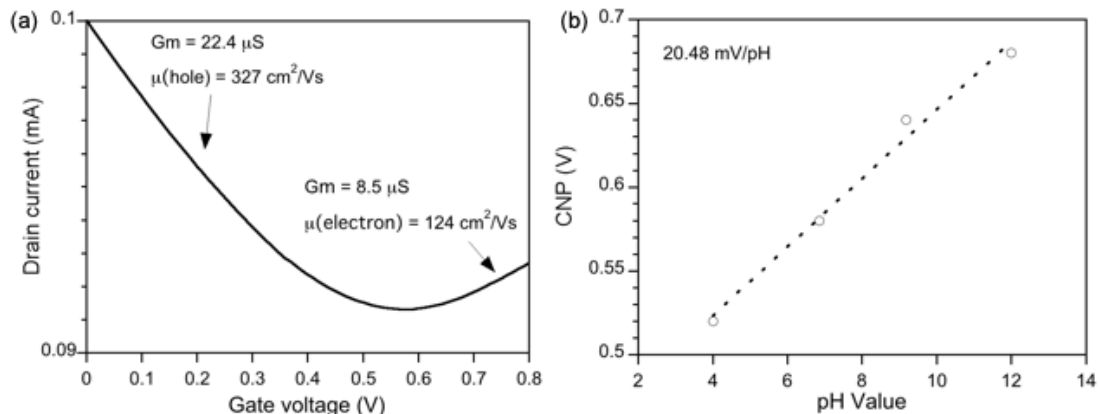 (a)
0.1
Gm = 22.4 μS
μ(hole) = 327 cm²/Vs
Gm = 8.5 μS
μ(electron) = 124 cm²/Vs
Drain current (mA)
0.09
0 0.1 0.2 0.3 0.4 0.5 0.6 0.7 0.8
Gate voltage (V)
(b)
0.7
20.48 mV/pH
0.65
CNP (V)
0.6
0.55
0.5
2 4 6 8 10 12 14
pH Value